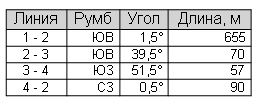 Линия Румб Угол Длина, м
1 - 2 ЮВ 1,5° 655
2 - 3 ЮВ 39,5° 70
3 - 4 ЮЗ 51,5° 57
4 - 2 СЗ 0,5° 90